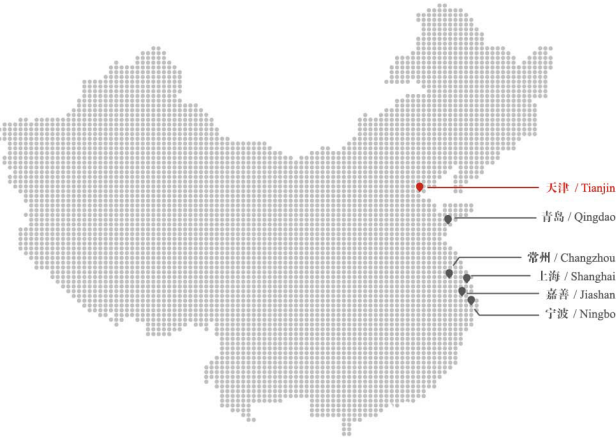 天津 / Tianjin
青岛 / Qingdao
常州 / Changzhou
上海 / Shanghai
嘉善 / Jiashan
宁波 / Ningbo